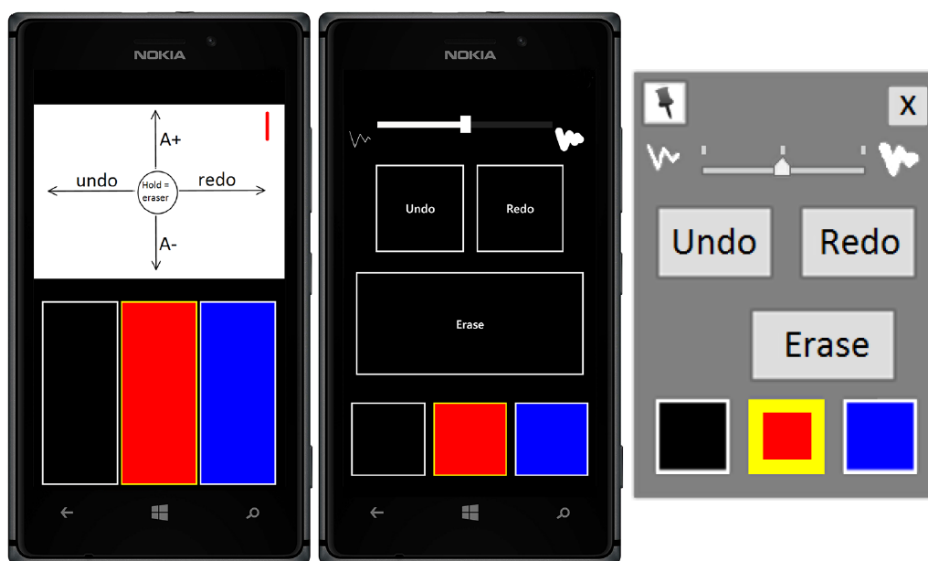 NOKIA
A+
undo
redo
Hold =
eraser
A-
NOKIA
Undo
Redo
Erase
X
Undo
Redo
Erase